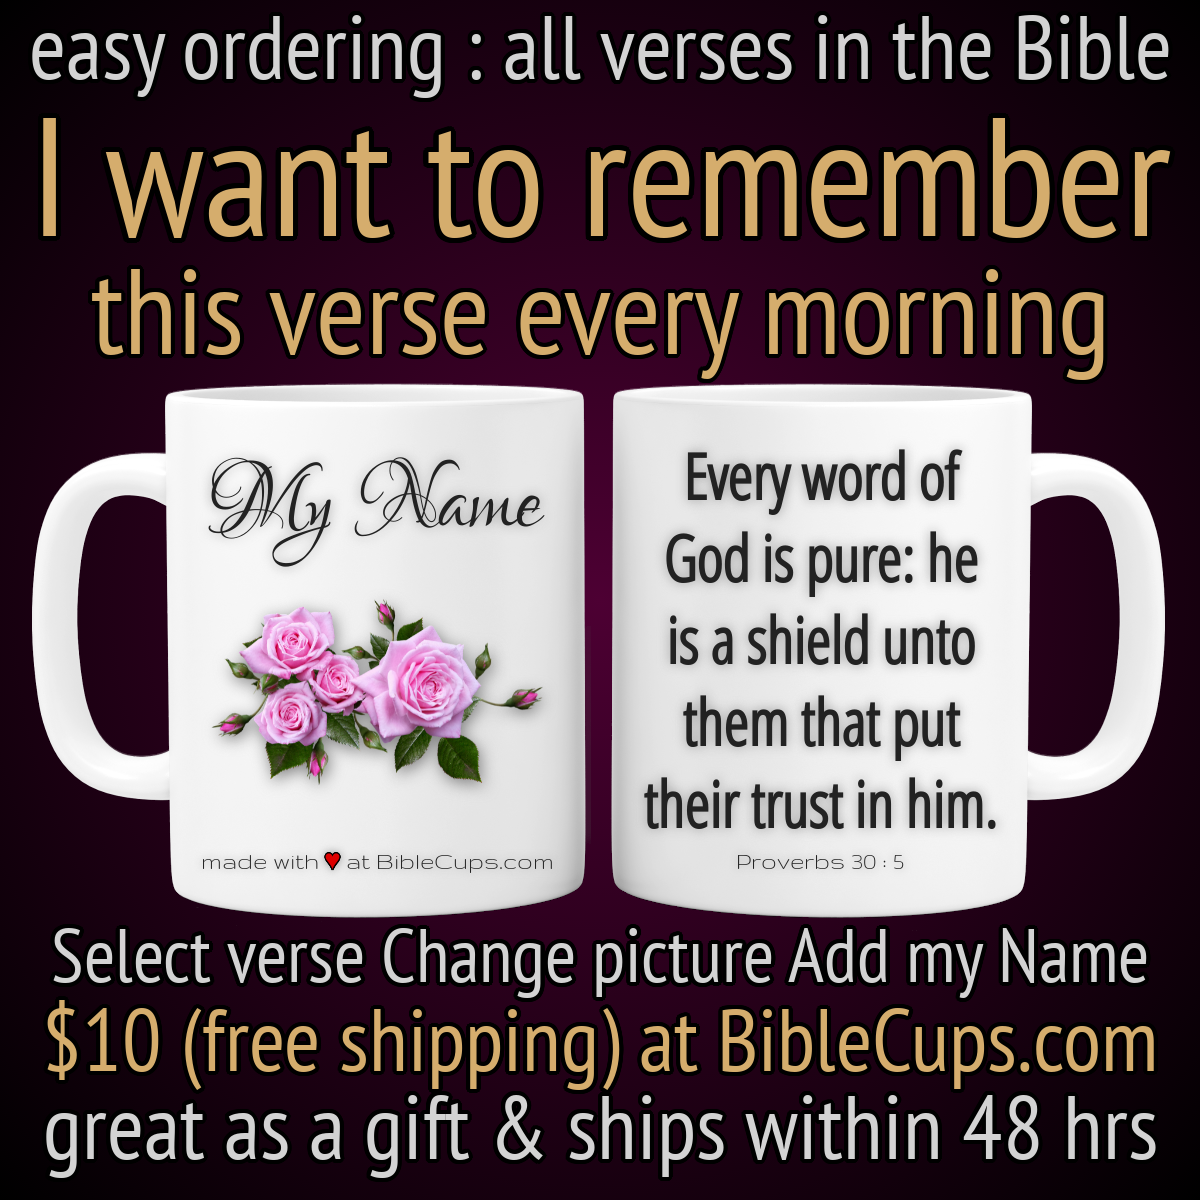 easy ordering : all verses in the Bible
I want to remember
this verse every morning
My Name
made with ♥ at BibleCups.com
Every word of
God is pure: he
is a shield unto
them that put
their trust in him.
Proverbs 30 : 5
Select verse Change picture Add my Name
$10 (free shipping) at BibleCups.com
great as a gift & ships within 48 hrs